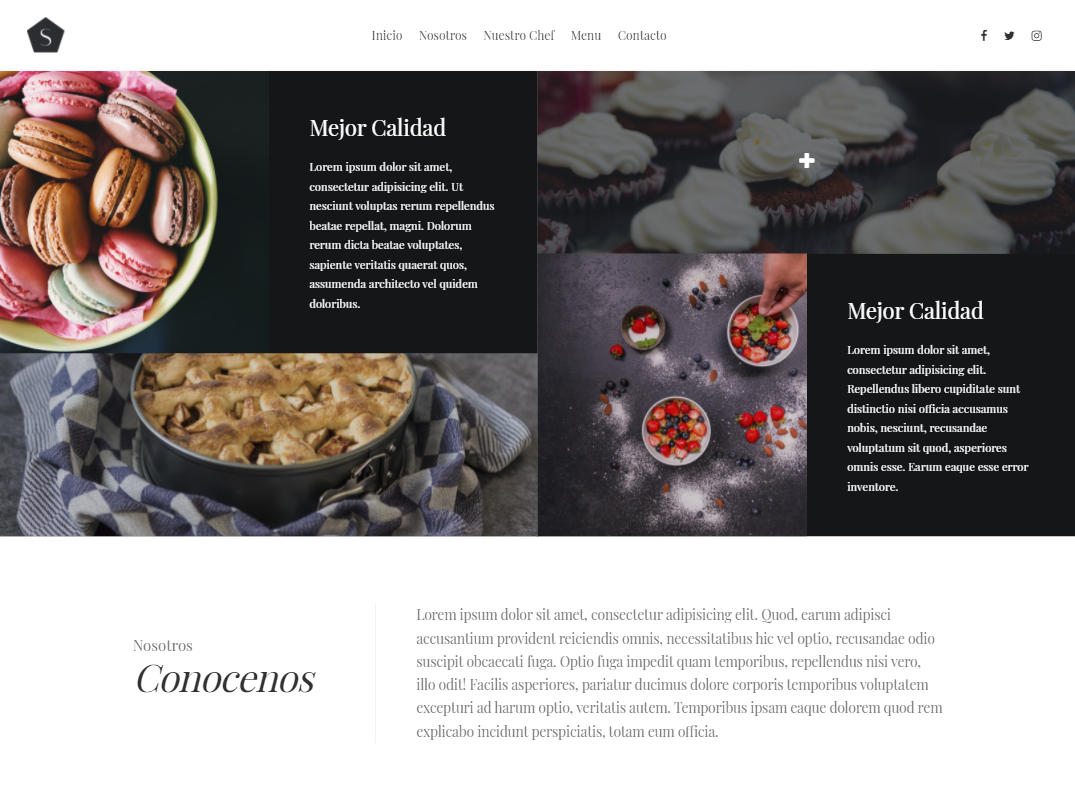 S
Inicio Nosotros Nuestro Chef Menu Contacto
Mejor Calidad
Lorem ipsum dolor sit amet,
consectetur adipisicing elit. Ut
nesciunt voluptas rerum repellendus
beatae repellat, magni. Dolorum
rerum dicta beatae voluptates,
sapiente veritatis quaerat quos,
assumenda architecto vel quidem
doloribus.
Mejor Calidad
Lorem ipsum dolor sit amet,
consectetur adipisicing elit.
Repellendus libero cupiditate sunt
distinctio nisi officia accusamus
nobis, nesciunt, recusandae
voluptatum sit quod, asperiores
omnis esse. Earum eaque esse error
inventore.
Nosotros
Conocenos
Lorem ipsum dolor sit amet, consectetur adipisicing elit. Quod, earum adipisci
accusantium provident reiciendis omnis, necessitatibus hic vel optio, recusandae odio
suscipit obcaecati fuga. Optio fuga impedit quam temporibus, repellendus nisi vero,
illo odit! Facilis asperiores, pariatur ducimus dolore corporis temporibus voluptatem
excepturi ad harum optio, veritatis autem. Temporibus ipsam eaque dolorem quod rem
explicabo incidunt perspiciatis, totam eum officia.